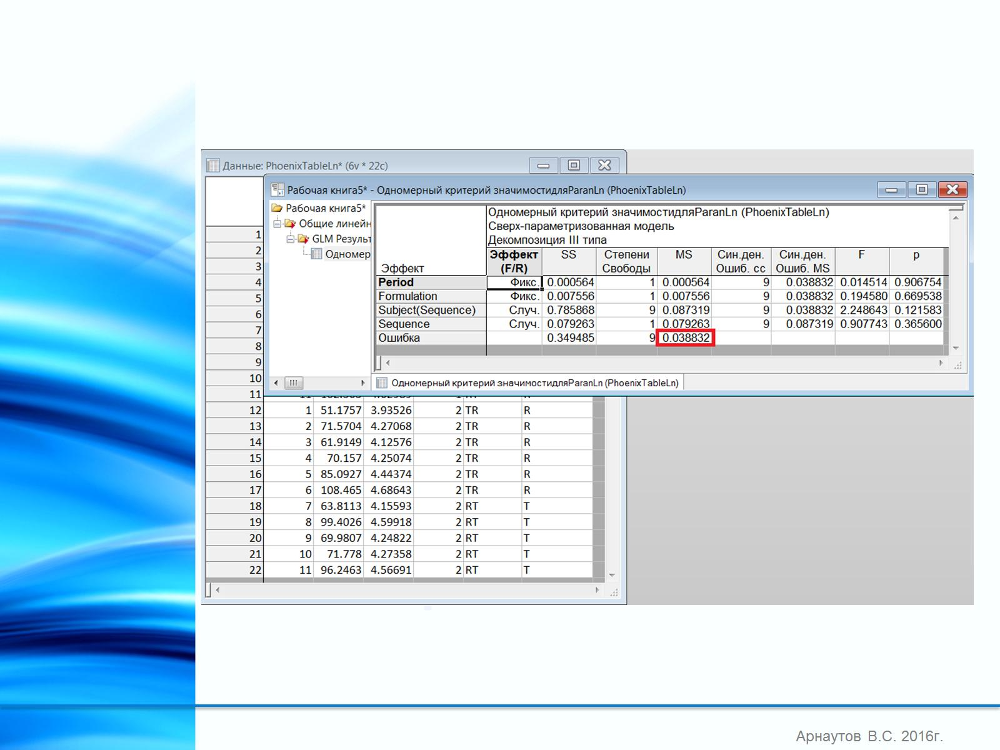 Данные: PhoenixTableLn* (6v * 22c)
Рабочая книга5* - Одномерный критерий значимостидляParanLn (PhoenixTableLn)
Рабочая книга5*
Общие линейн
GLM Результ
Одномер
Одномерный критерий значимостидляParanLn (PhoenixTableLn)
Сверх-параметризованная модель
Декомпозиция III типа
Эффект Эффект (F/R) SS Степени Свободы MS Син.ден. Ошиб. сс Син.ден. Ошиб. MS F p
Period Фикс. 0.000564 1 0.000564 9 0.038832 0.014514 0.906754
Formulation Фикс. 0.007556 1 0.007556 9 0.038832 0.194580 0.669538
Subject(Sequence) Случ. 0.785868 9 0.087319 9 0.038832 2.248643 0.121583
Sequence Случ. 0.079263 1 0.079263 9 0.087319 0.907743 0.365600
Ошибка 0.349485 9 0.038832
Одномерный критерий значимостидляParanLn (PhoenixTableLn)
1
2
3
4
5
6
7
8
9
10
11
12 1 51.1757 3.93526 2 TR R
13 2 71.5704 4.27068 2 TR R
14 3 61.9149 4.12576 2 TR R
15 4 70.157 4.25074 2 TR R
16 5 85.0927 4.44374 2 TR R
17 6 108.465 4.68643 2 TR R
18 7 63.8113 4.15593 2 RT T
19 8 99.4026 4.59918 2 RT T
20 9 69.9807 4.24822 2 RT T
21 10 71.778 4.27358 2 RT T
22 11 96.2463 4.56691 2 RT T
Арнаутов В.С. 2016г.